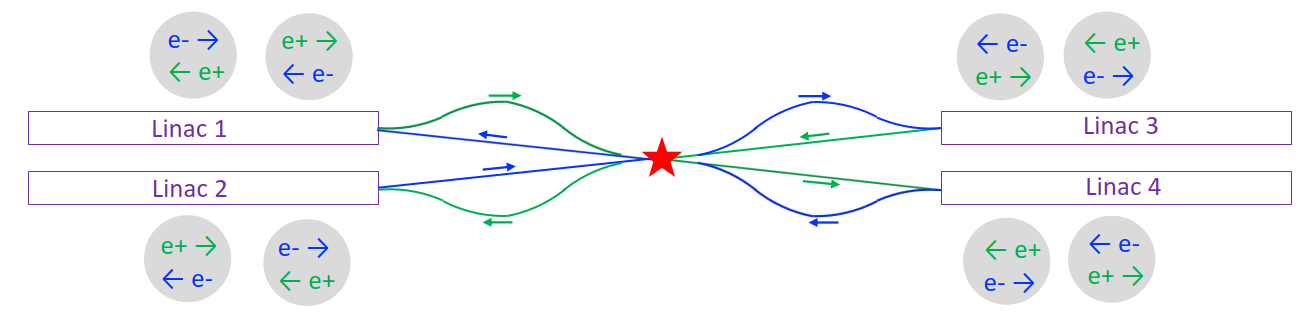 e- → e+ → ← e- ← e+
← e+ ← e- e+ → e- →
Linac 1 Linac 3
Linac 2 Linac 4
e+ → e- → ← e+ ← e-
← e- ← e+ e- → e+ →